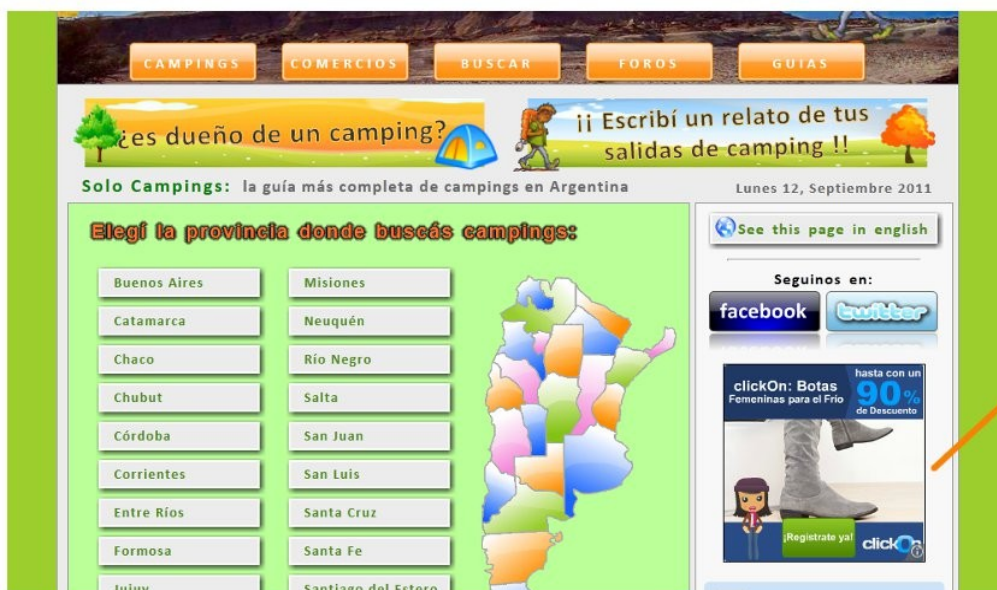 CAMPINGS
COMERCIOS
BUSCAR
FOROS
GUIAS
¿es dueño de un camping?
¡¡ Escribí un relato de tus
salidas de camping !!
Solo Campings: la guía más completa de campings en Argentina
Lunes 12, Septiembre 2011
Elegí la provincia donde buscás campings:
Buenos Aires
Catamarca
Chaco
Chubut
Córdoba
Corrientes
Entre Ríos
Formosa
Jujuy
Misiones
Neuquén
Río Negro
Salta
San Juan
San Luis
Santa Cruz
Santa Fe
Santiago del Estero
See this page in english
Seguinos en:
facebook
twitter
clickOn: Botas
Femeninas para el Frío
hasta con un
90%
de Descuento
¡Registrate ya!
clickOn